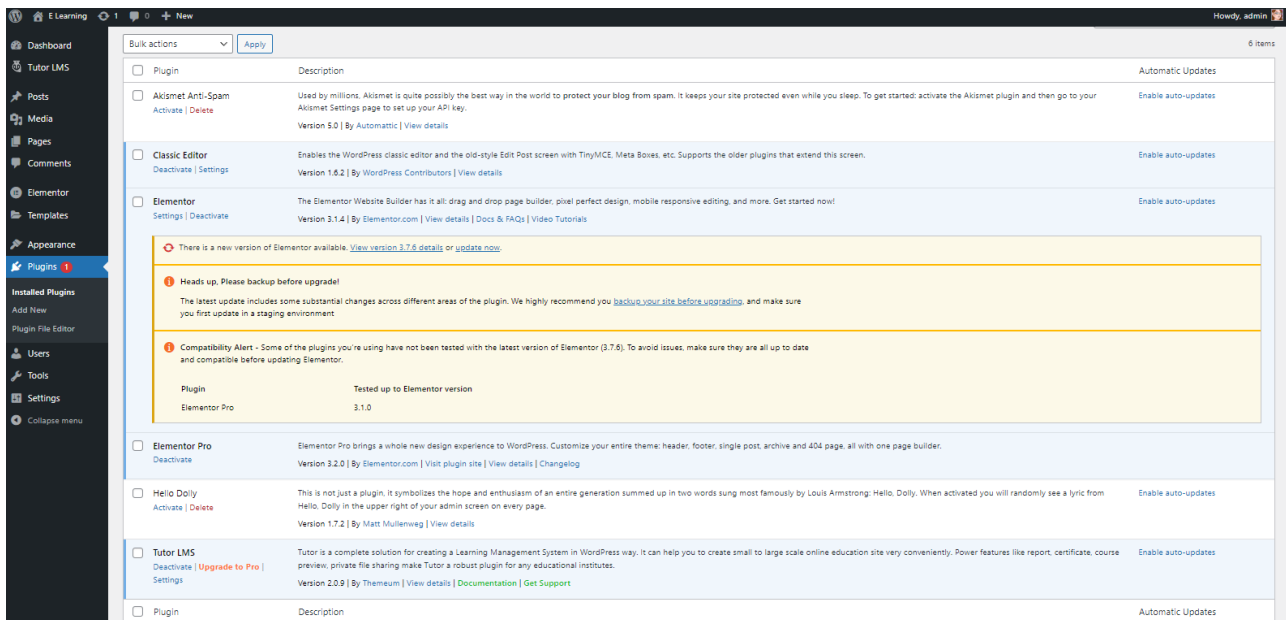 E Learning 1 0 + New Howdy, admin
Dashboard
Tutor LMS
Posts
Media
Pages
Comments
Elementor
Templates
Appearance
Plugins 1
Installed Plugins
Add New
Plugin File Editor
Users
Tools
Settings
Collapse menu
Bulk actions Apply 6 items
Plugin Description Automatic Updates
Akismet Anti-Spam
Activate | Delete
Used by millions, Akismet is quite possibly the best way in the world to protect your blog from spam. It keeps your site protected even while you sleep. To get started: activate the Akismet plugin and then go to your
Akismet Settings page to set up your API key.
Version 5.0 | By Automattic | View details
Enable auto-updates
Classic Editor
Deactivate | Settings
Enables the WordPress classic editor and the old-style Edit Post screen with TinyMCE, Meta Boxes, etc. Supports the older plugins that extend this screen.
Version 1.6.2 | By WordPress Contributors | View details
Enable auto-updates
Elementor
Settings | Deactivate
The Elementor Website Builder has it all: drag and drop page builder, pixel perfect design, mobile responsive editing, and more. Get started now!
Version 3.1.4 | By Elementor.com | View details | Docs & FAQs | Video Tutorials
Enable auto-updates
There is a new version of Elementor available. View version 3.7.6 details or update now.
Heads up, Please backup before upgrade!
The latest update includes some substantial changes across different areas of the plugin. We highly recommend you backup your site before upgrading, and make sure
you first update in a staging environment
Compatibility Alert - Some of the plugins you're using have not been tested with the latest version of Elementor (3.7.6). To avoid issues, make sure they are all up to date
and compatible before updating Elementor.
Plugin Tested up to Elementor version
Elementor Pro 3.1.0
Elementor Pro
Deactivate
Elementor Pro brings a whole new design experience to WordPress. Customize your entire theme: header, footer, single post, archive and 404 page, all with one page builder.
Version 3.2.0 | By Elementor.com | Visit plugin site | View details | Changelog
Hello Dolly
Activate | Delete
This is not just a plugin, it symbolizes the hope and enthusiasm of an entire generation summed up in two words sung most famously by Louis Armstrong: Hello, Dolly. When activated you will randomly see a lyric from
Hello, Dolly in the upper right of your admin screen on every page.
Version 1.7.2 | By Matt Mullenweg | View details
Enable auto-updates
Tutor LMS
Deactivate | Upgrade to Pro |
Settings
Tutor is a complete solution for creating a Learning Management System in WordPress way. It can help you to create small to large scale online education site very conveniently. Power features like report, certificate, course
preview, private file sharing make Tutor a robust plugin for any educational institutes.
Version 2.0.9 | By Themeum | View details | Documentation | Get Support
Enable auto-updates
Plugin Description Automatic Updates